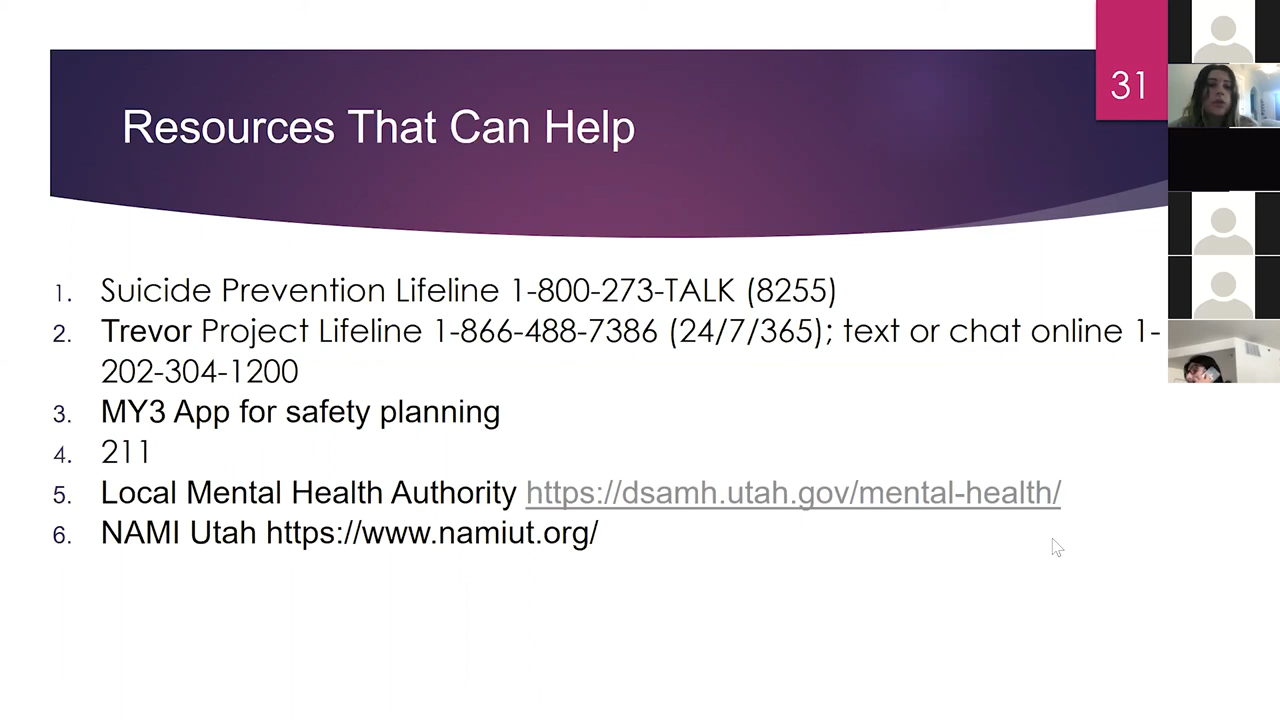 31
Resources That Can Help
1. Suicide Prevention Lifeline 1-800-273-TALK (8255)
2. Trevor Project Lifeline 1-866-488-7386 (24/7/365); text or chat online 1-
202-304-1200
3. MY3 App for safety planning
4. 211
5. Local Mental Health Authority https://dsamh.utah.gov/mental-health/
6. NAMI Utah https://www.namiut.org/